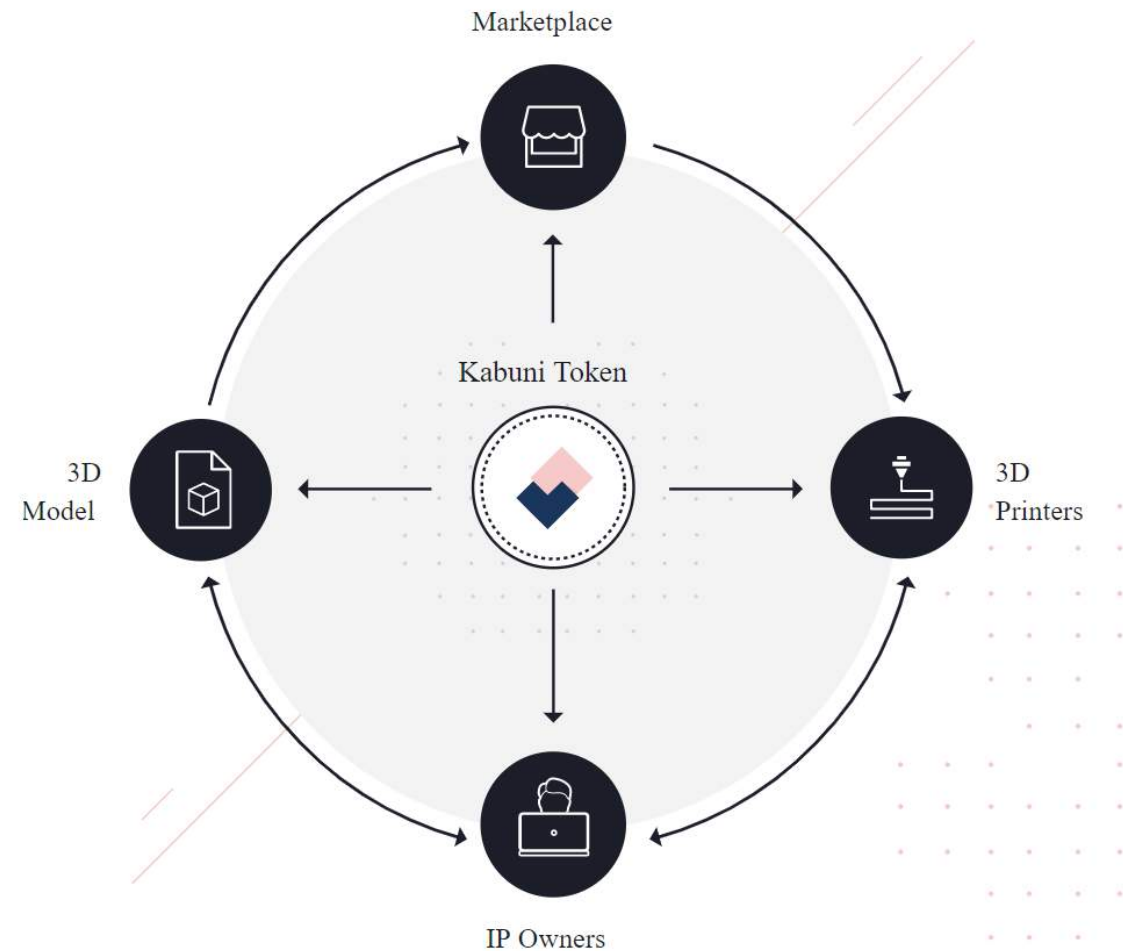 Marketplace
Kabuni Token
3D
Model
3D
Printers
IP Owners